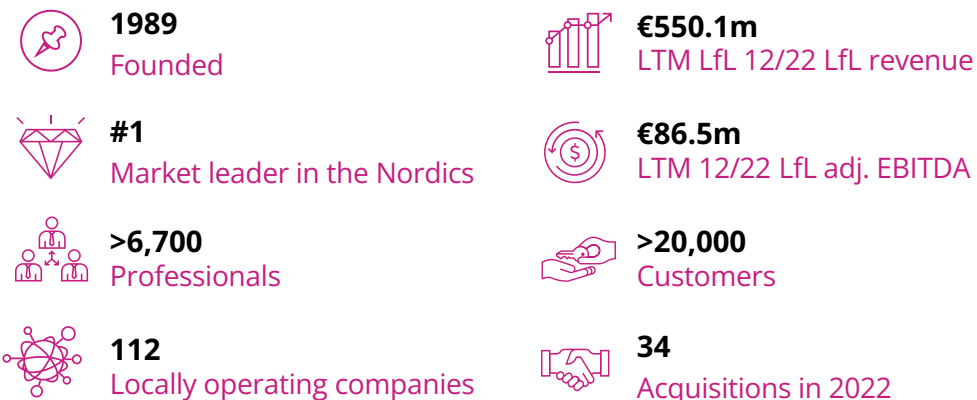 1989
Founded
#1
Market leader in the Nordics
>6,700
Professionals
112
Locally operating companies
€550.1m
LTM LfL 12/22 LfL revenue
$
€86.5m
LTM 12/22 LfL adj. EBITDA
>20,000
Customers
34
Acquisitions in 2022